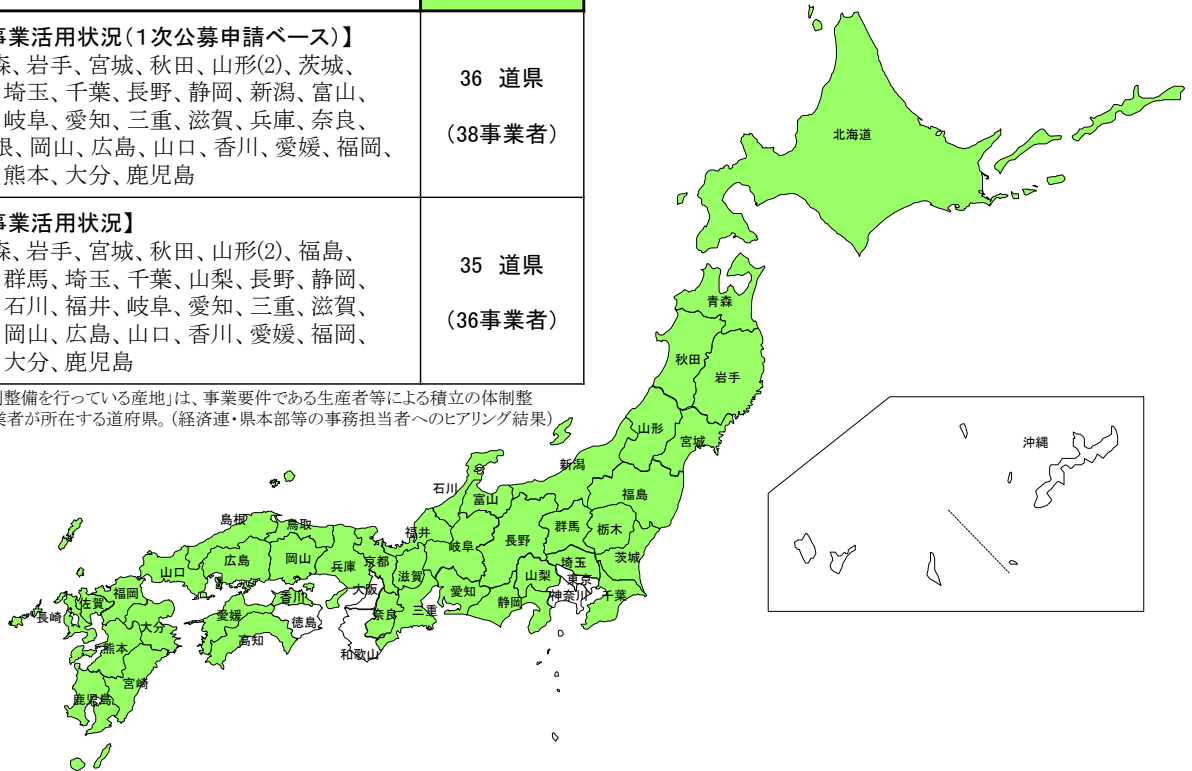 事業活用状況（１次公募申請ベース）】
森、岩手、宮城、秋田、山形(2)、茨城、
埼玉、千葉、長野、静岡、新潟、富山、
岐阜、愛知、三重、滋賀、兵庫、奈良、
根、岡山、広島、山口、香川、愛媛、福岡、
熊本、大分、鹿児島
36 道県
（38事業者）
事業活用状況】
森、岩手、宮城、秋田、山形(2)、福島、
群馬、埼玉、千葉、山梨、長野、静岡、
石川、福井、岐阜、愛知、三重、滋賀、
岡山、広島、山口、香川、愛媛、福岡、
大分、鹿児島
35 道県
（36事業者）
制整備を行っている産地」は、事業要件である生産者等による積立の体制整
業者が所在する道府県。（経済連・県本部等の事務担当者へのヒアリング結果）
北海道
青森
秋田
岩手
山形
宮城
新潟
福島
石川
富山
福井
岐阜
長野
群馬
栃木
茨城
埼玉
東京
神奈川
千葉
山梨
静岡
愛知
三重
滋賀
京都
大阪
奈良
和歌山
兵庫
岡山
鳥取
島根
広島
山口
香川
徳島
愛媛
高知
福岡
佐賀
長崎
大分
熊本
宮崎
鹿児島
沖縄